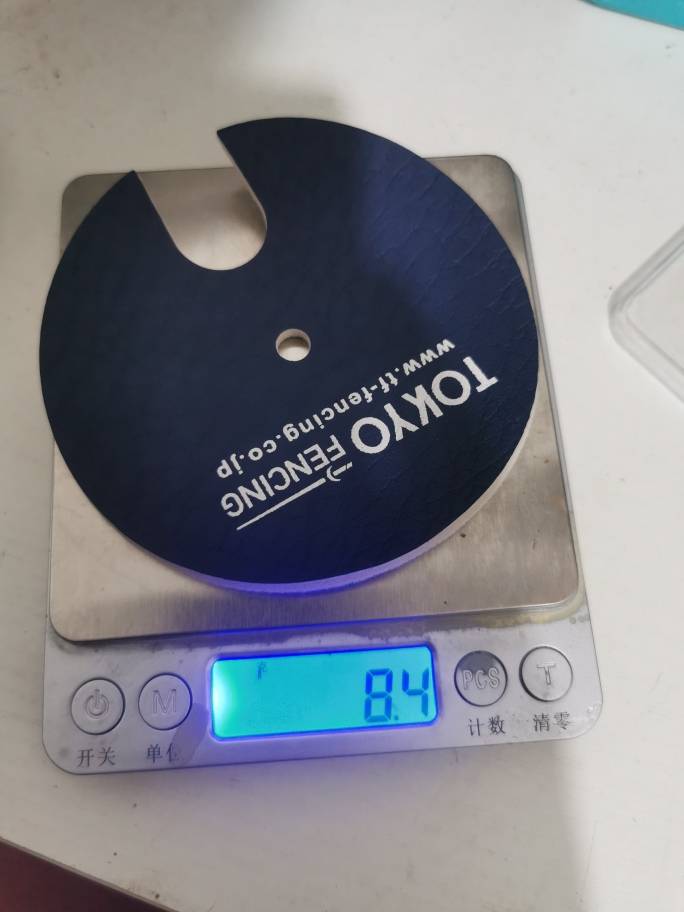 TOKYO FENCING
www.tf-fencing.co.jp
8.4
M
PCS
T
开关
单位
计数
清零